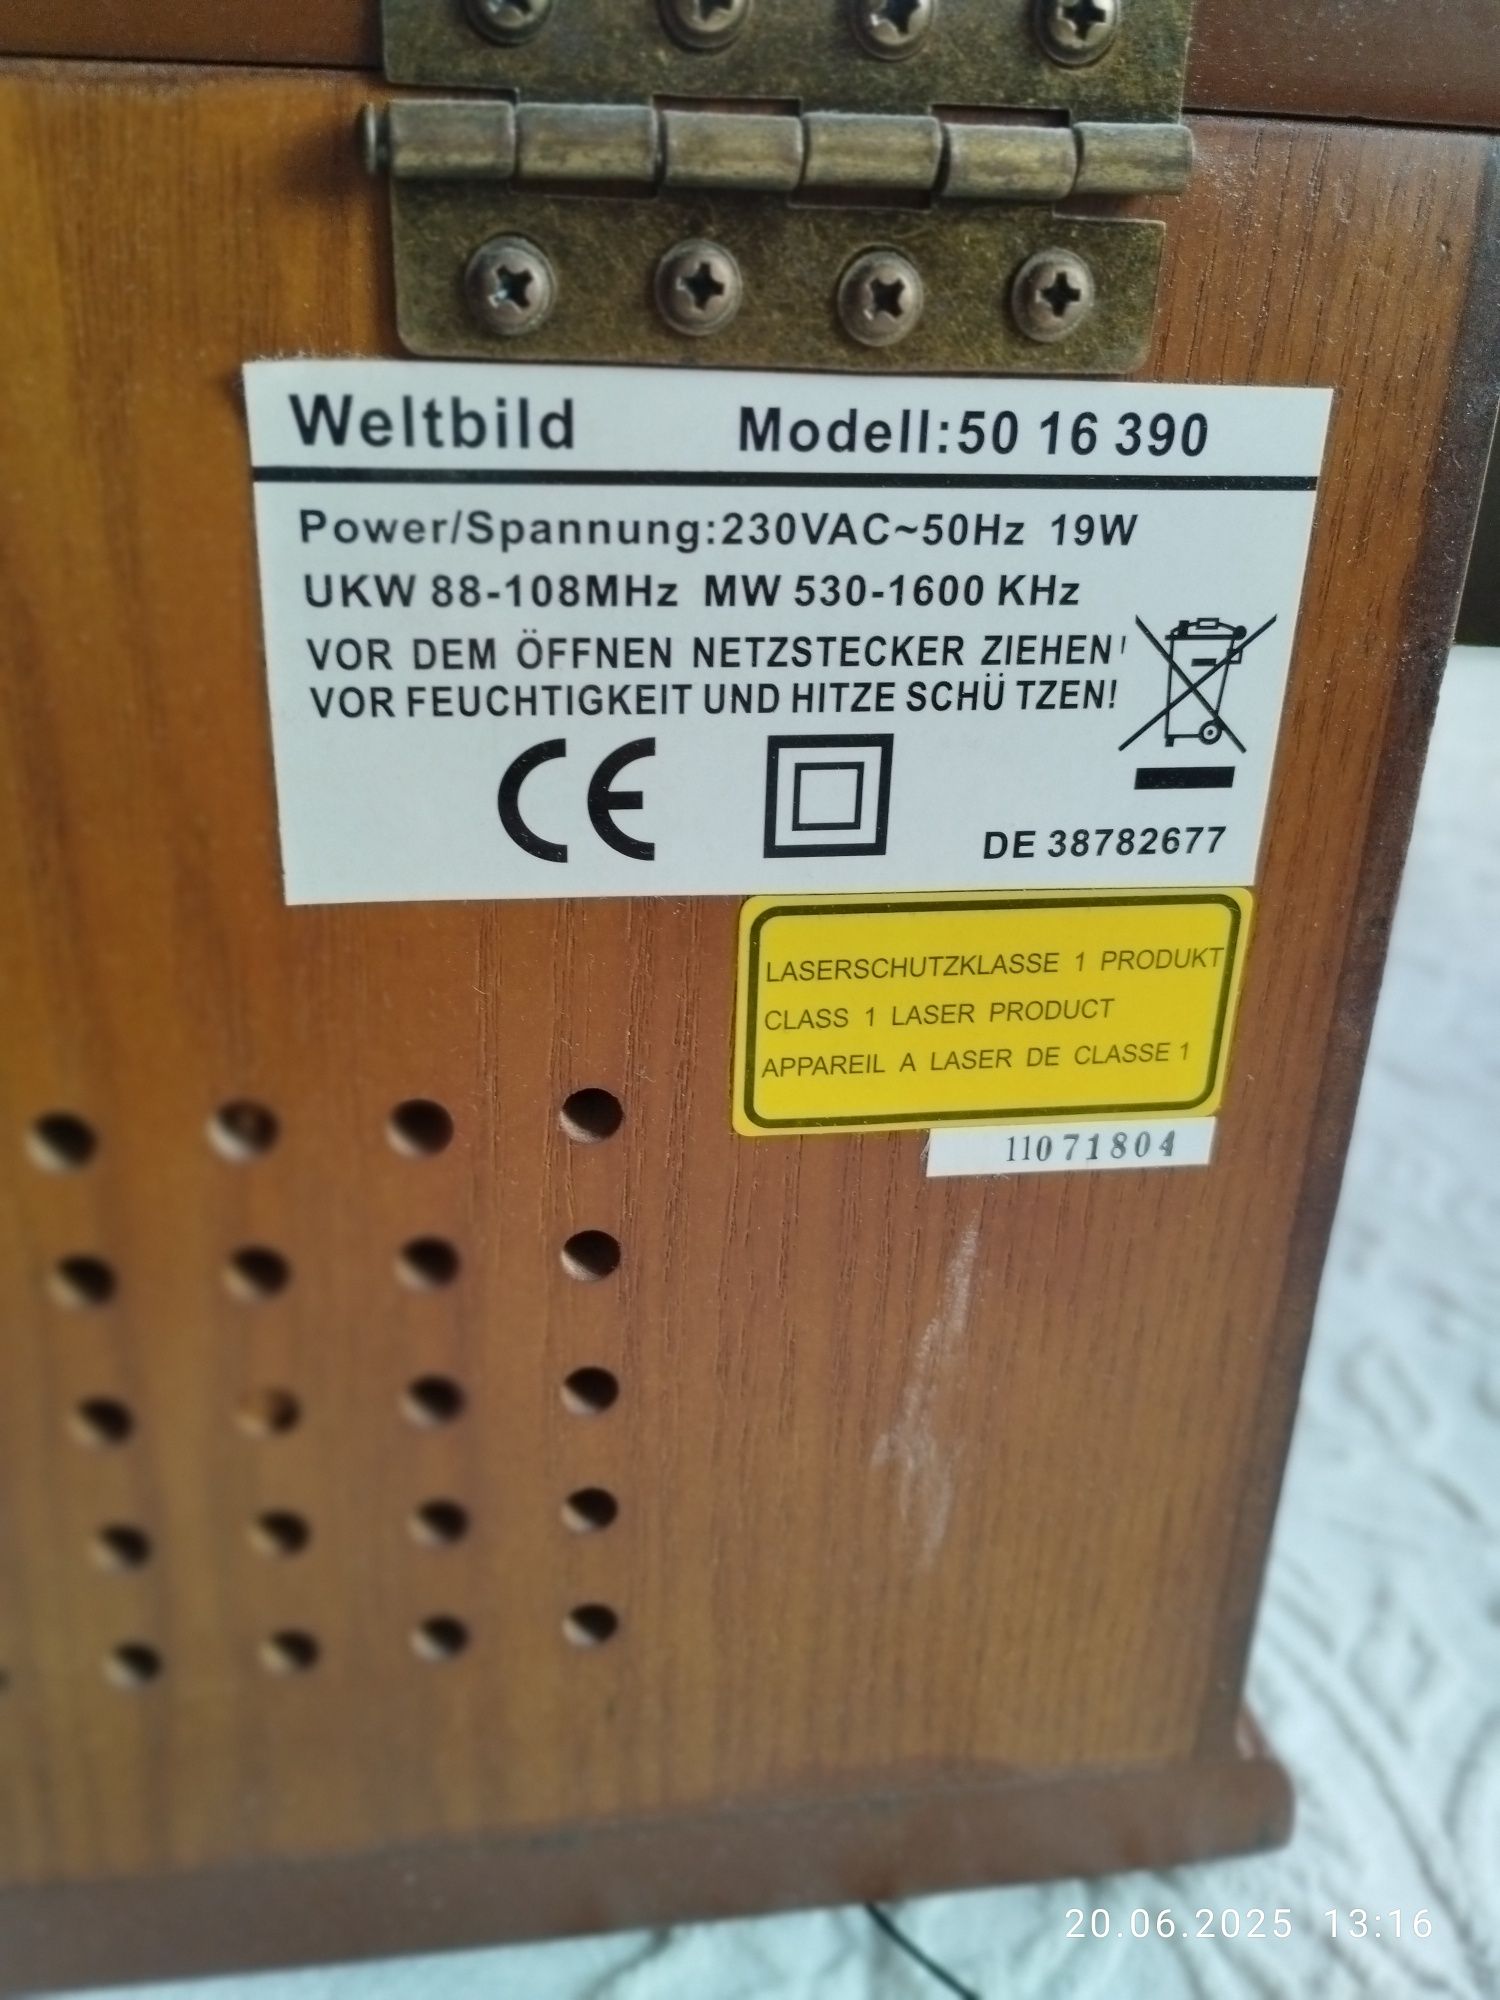 Weltbild Modell:50 16 390
Power/Spannung:230VAC~50Hz 19W
UKW 88-108MHz MW 530-1600 KHz
VOR DEM ÖFFNEN NETZSTECKER ZIEHEN!
VOR FEUCHTIGKEIT UND HITZE SCHÜ TZEN!
CE
DE 38782677
LASERSCHUTZKLASSE 1 PRODUKT
CLASS 1 LASER PRODUCT
APPAREIL A LASER DE CLASSE 1
11071804
20.06.2025 13:16